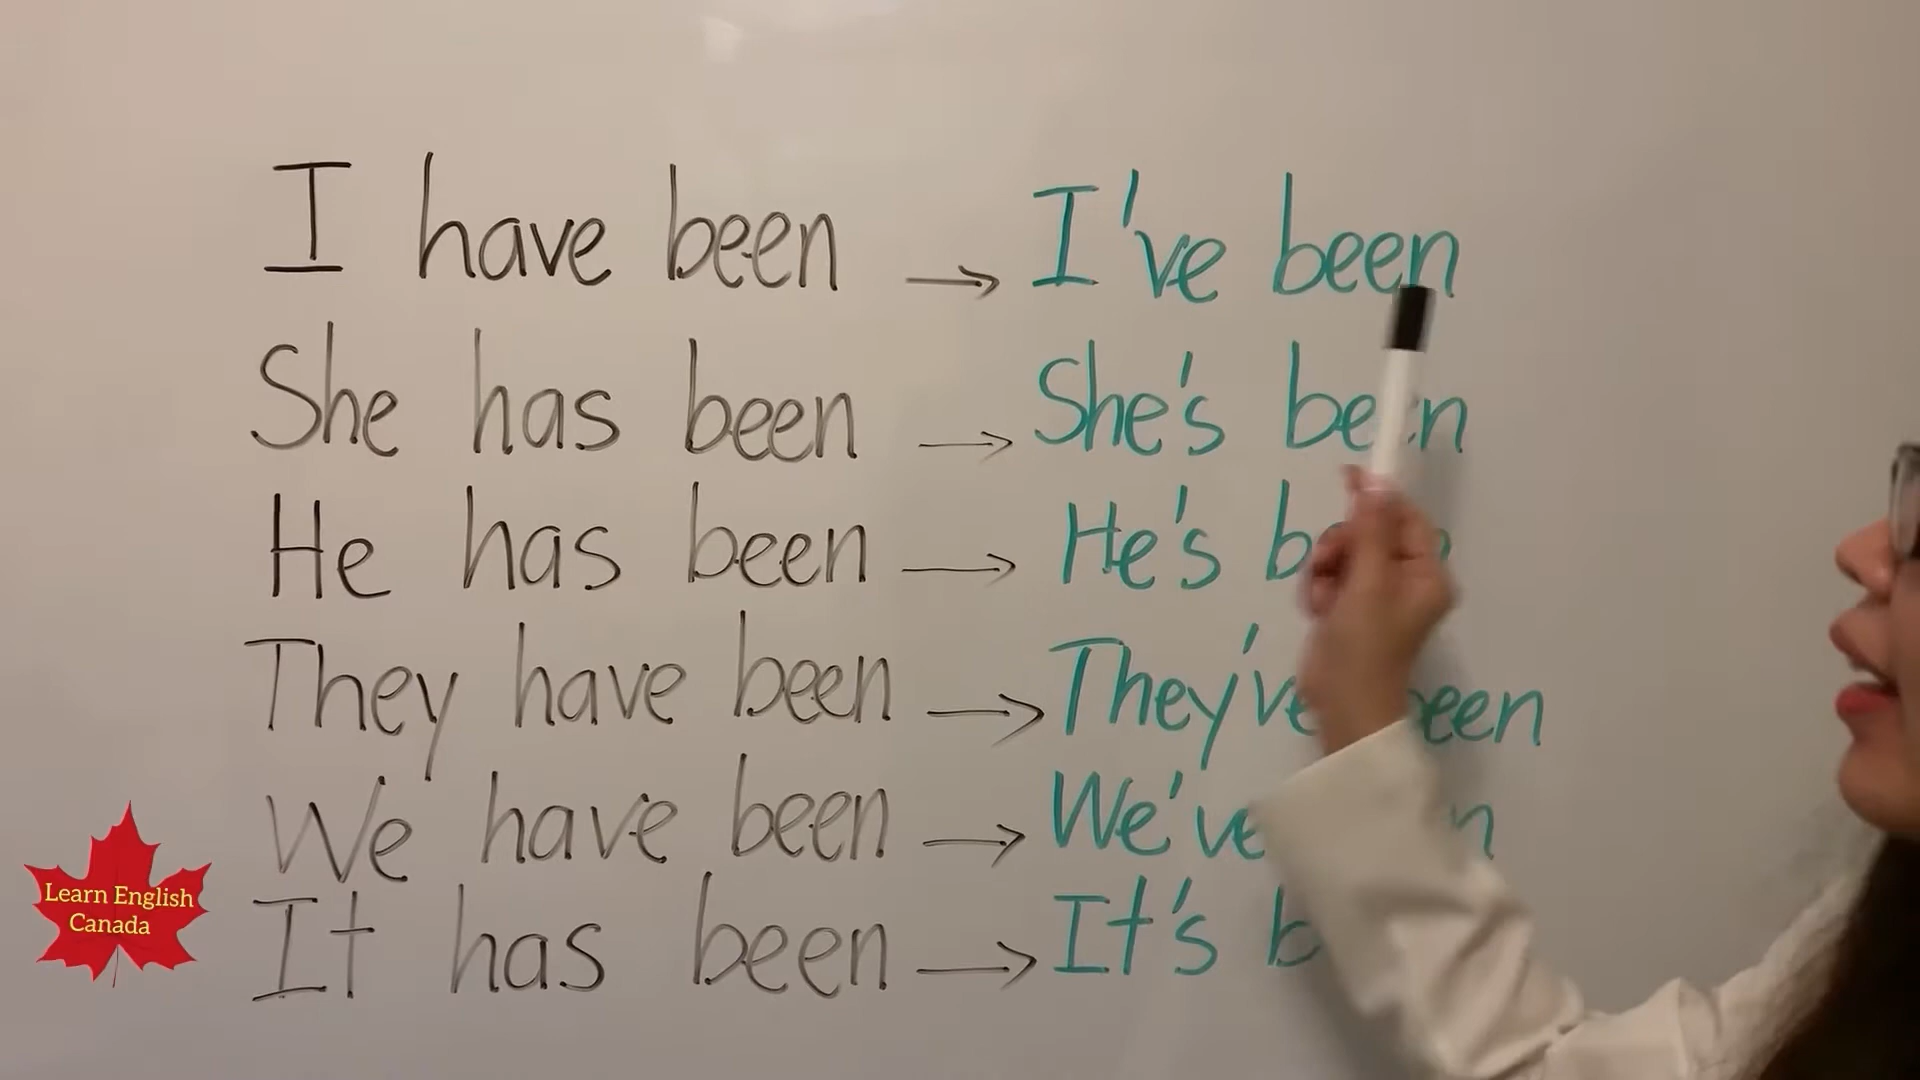 I have been → I've been
She has been → She's been
He has been → He's
They have been → They've been
We have been → We've
It has been → It's
Learn English
Canada